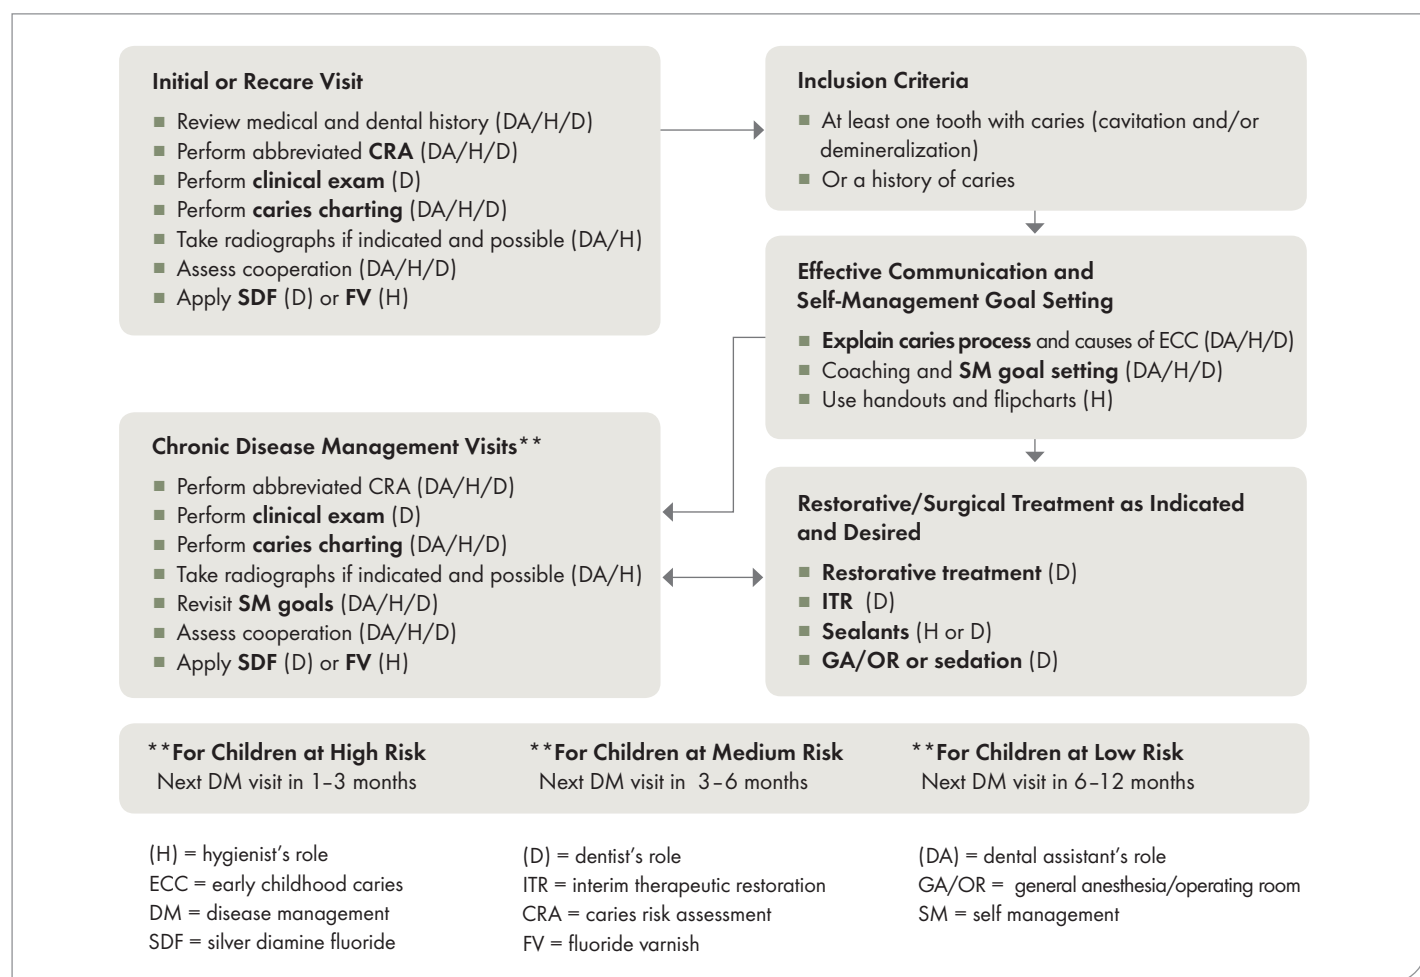 Initial or Recare Visit
■ Review medical and dental history (DA/H/D)
■ Perform abbreviated CRA (DA/H/D)
■ Perform clinical exam (D)
■ Perform caries charting (DA/H/D)
■ Take radiographs if indicated and possible (DA/H)
■ Assess cooperation (DA/H/D)
■ Apply SDF (D) or FV (H)
Inclusion Criteria
■ At least one tooth with caries (cavitation and/or
demineralization)
■ Or a history of caries
Effective Communication and
Self-Management Goal Setting
■ Explain caries process and causes of ECC (DA/H/D)
■ Coaching and SM goal setting (DA/H/D)
■ Use handouts and flipcharts (H)
Chronic Disease Management Visits**
■ Perform abbreviated CRA (DA/H/D)
■ Perform clinical exam (D)
■ Perform caries charting (DA/H/D)
■ Take radiographs if indicated and possible (DA/H)
■ Revisit SM goals (DA/H/D)
■ Assess cooperation (DA/H/D)
■ Apply SDF (D) or FV (H)
Restorative/Surgical Treatment as Indicated
and Desired
■ Restorative treatment (D)
■ ITR (D)
■ Sealants (H or D)
■ GA/OR or sedation (D)
**For Children at High Risk
Next DM visit in 1–3 months
**For Children at Medium Risk
Next DM visit in 3–6 months
**For Children at Low Risk
Next DM visit in 6–12 months
(H) = hygienist's role
ECC = early childhood caries
DM = disease management
SDF = silver diamine fluoride
(D) = dentist's role
ITR = interim therapeutic restoration
CRA = caries risk assessment
FV = fluoride varnish
(DA) = dental assistant's role
GA/OR = general anesthesia/operating room
SM = self management